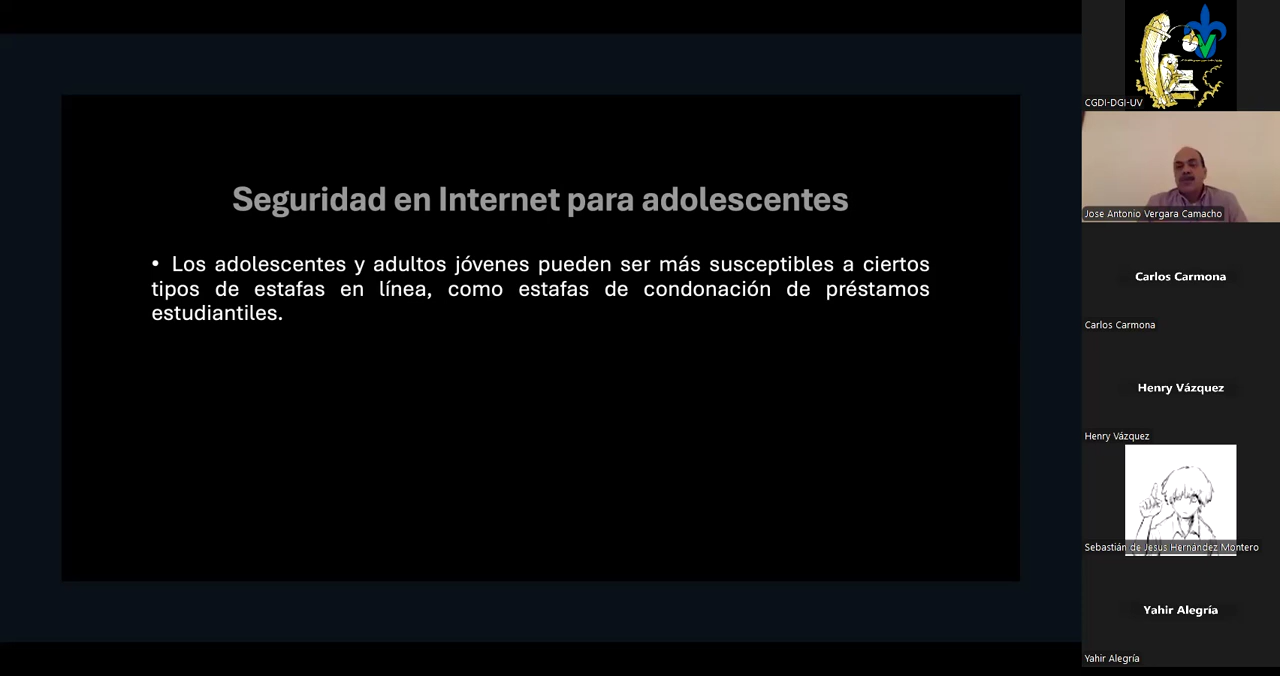 Seguridad en Internet para adolescentes
• Los adolescentes y adultos jóvenes pueden ser más susceptibles a ciertos
tipos de estafas en línea, como estafas de condonación de préstamos
estudiantiles.
CGDI-DGI-UV
Jose Antonio Vergara Camacho
Carlos Carmona
Carlos Carmona
Henry Vázquez
Henry Vázquez
Sebastián de Jesus Hernández Montero
Yahir Alegría
Yahir Alegría